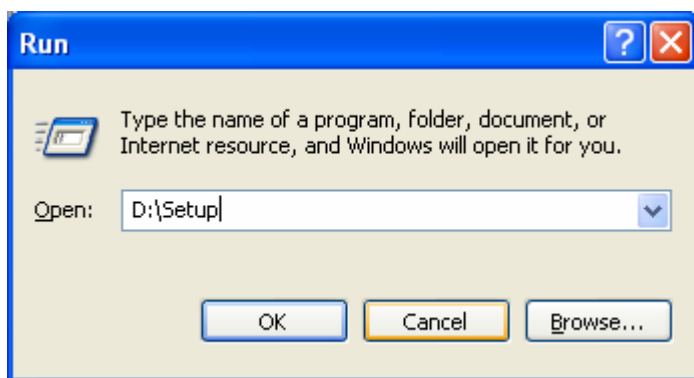 Run
Type the name of a program, folder, document, or
Internet resource, and Windows will open it for you.
Open: D:\Setup
OK Cancel Browse...